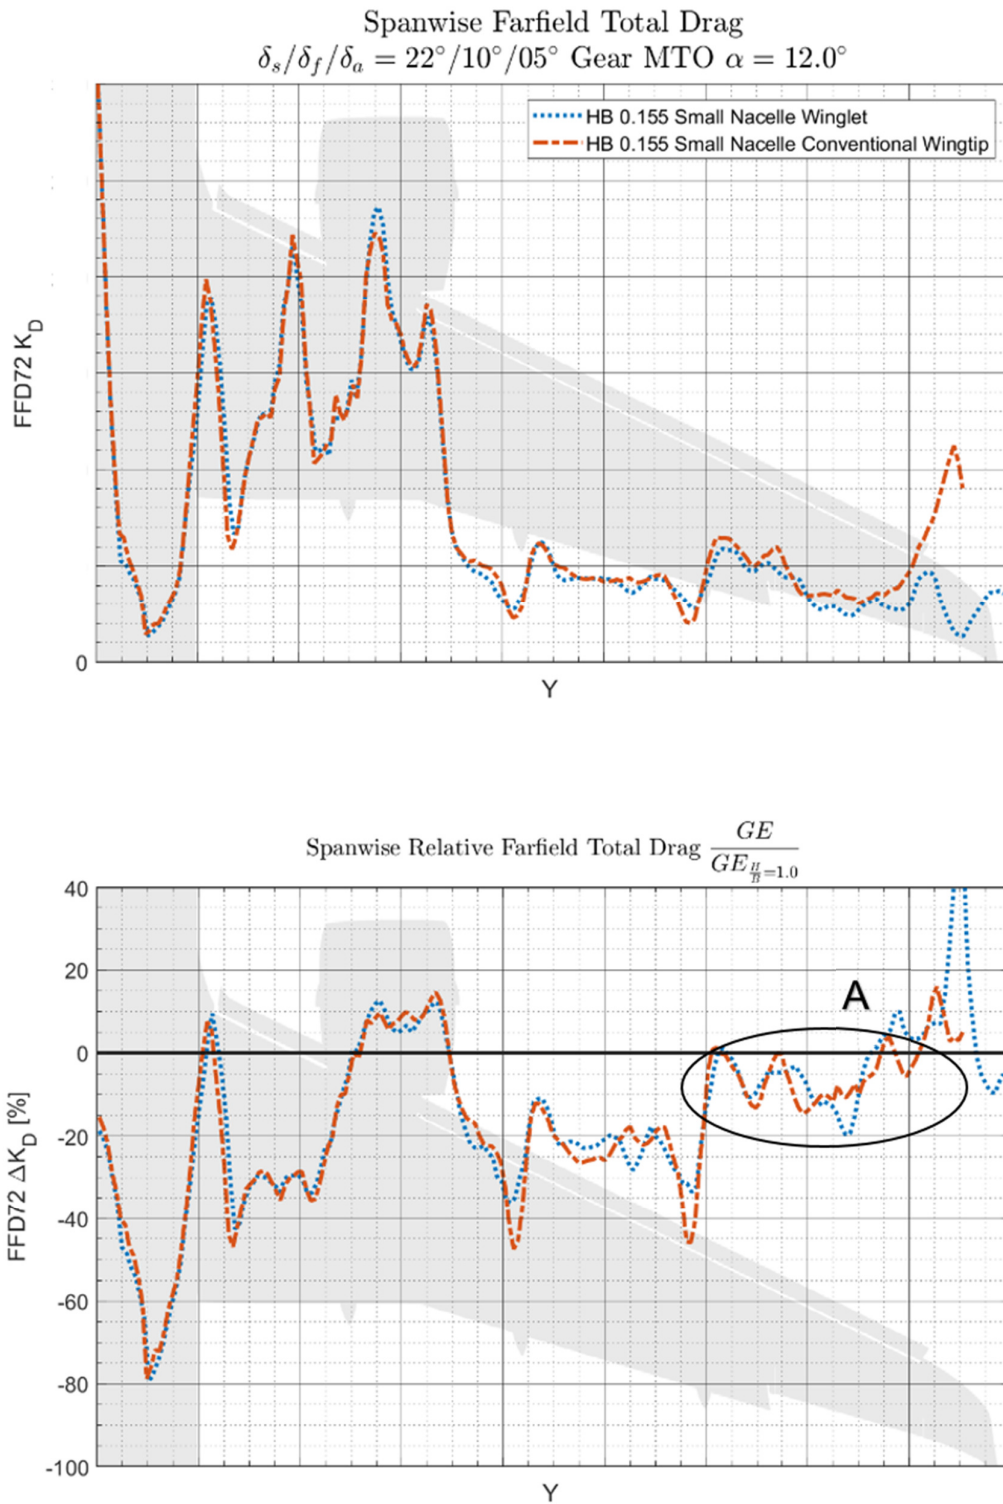 Spanwise Farfield Total Drag
δs/δf/δa = 22°/10°/05° Gear MTO α = 12.0°
HB 0.155 Small Nacelle Winglet
HB 0.155 Small Nacelle Conventional Wingtip
FFD72 KD
0
Y
Spanwise Relative Farfield Total Drag GE/GE H/B=1.0
40
20
A
0
-20
-40
-60
-80
-100
FFD72 ΔKD [%]
Y